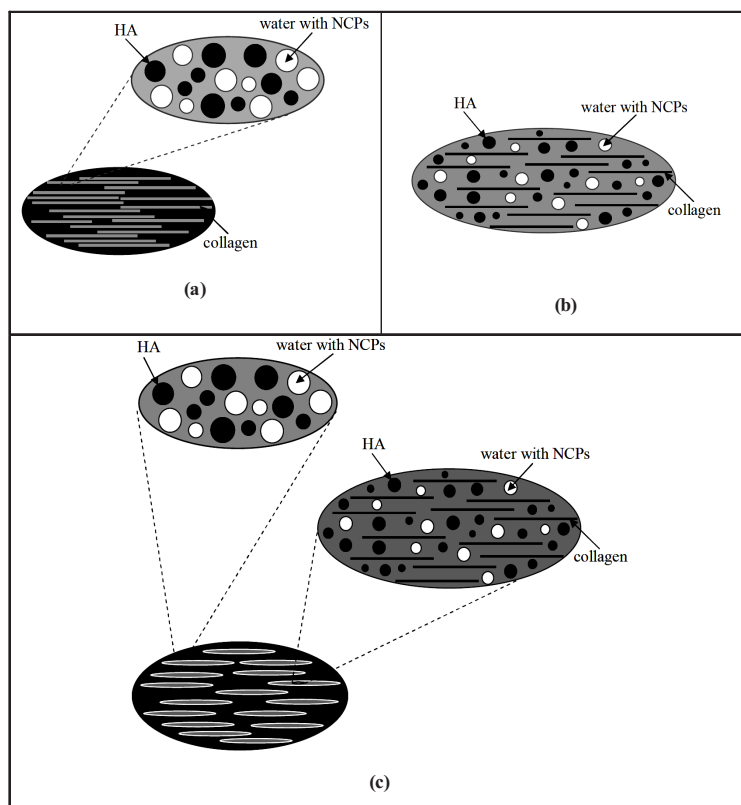 HA
water with NCPs
collagen
(a)
HA
water with NCPs
collagen
(b)
HA
water with NCPs
HA
water with NCPs
collagen
(c)